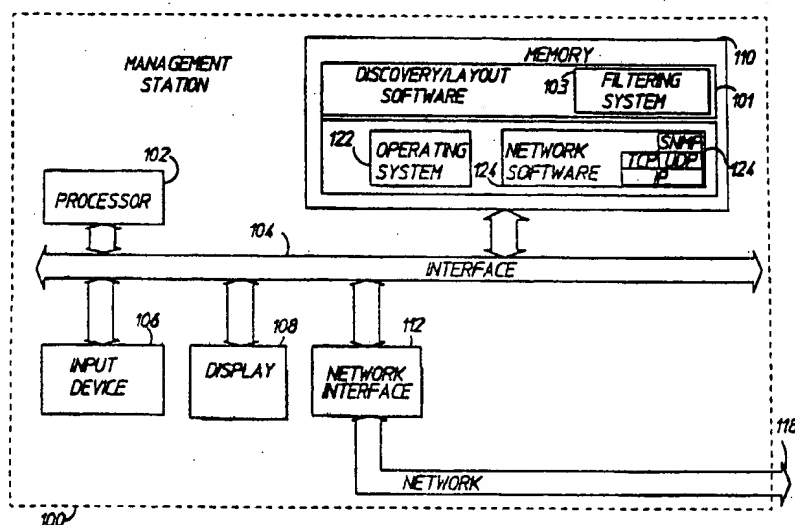 110
MEMORY
MANAGEMENT
STATION
DISCOVERY/LAYOUT
SOFTWARE
103
FILTERING
SYSTEM
101
122
OPERATING
SYSTEM
NETWORK
SOFTWARE
124
SNMP
TCP UDP
IP
124
102
PROCESSOR
104
INTERFACE
106
INPUT
DEVICE
108
DISPLAY
112
NETWORK
INTERFACE
118
NETWORK
100